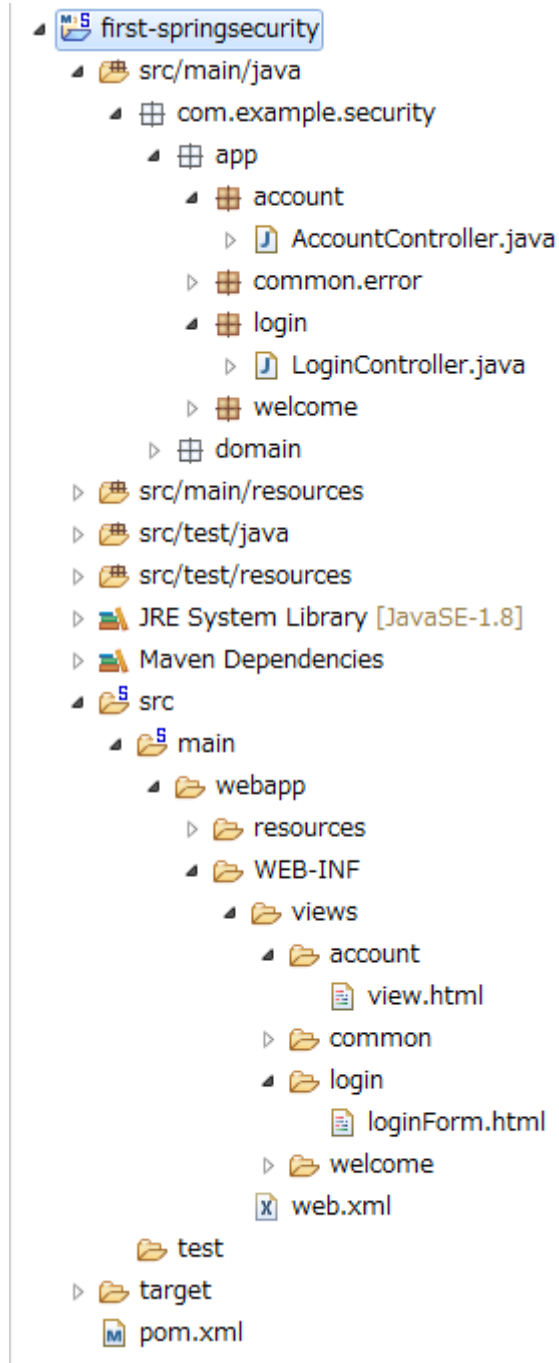 first-springsecurity
src/main/java
com.example.security
app
account
AccountController.java
common.error
login
LoginController.java
welcome
domain
src/main/resources
src/test/java
src/test/resources
JRE System Library [JavaSE-1.8]
Maven Dependencies
src
main
webapp
resources
WEB-INF
views
account
view.html
common
login
loginForm.html
welcome
web.xml
test
target
pom.xml